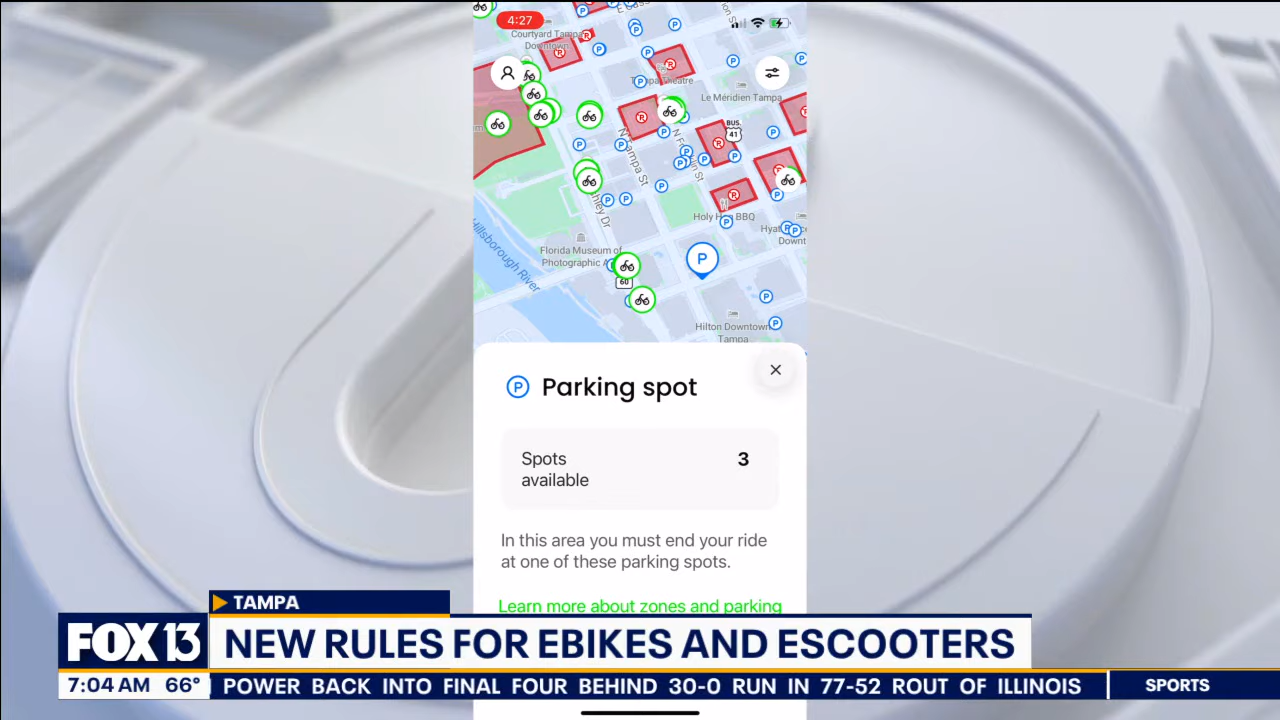 4:27
Courtyard Tampa
Downtown
Tampa Theatre
Le Méridien Tampa
BUS.
41
N Tampa St
N Franklin St
Ashley Dr
Holy Hog BBQ
Florida Museum of
Photographic A
Hillsborough River
60
P
Hilton Downtown
Tampa
P Parking spot
Spots
available
3
In this area you must end your ride
at one of these parking spots.
Learn more about zones and parking
TAMPA
FOX 13
NEW RULES FOR EBIKES AND ESCOOTERS
7:04 AM 66°
POWER BACK INTO FINAL FOUR BEHIND 30-0 RUN IN 77-52 ROUT OF ILLINOIS
SPORTS